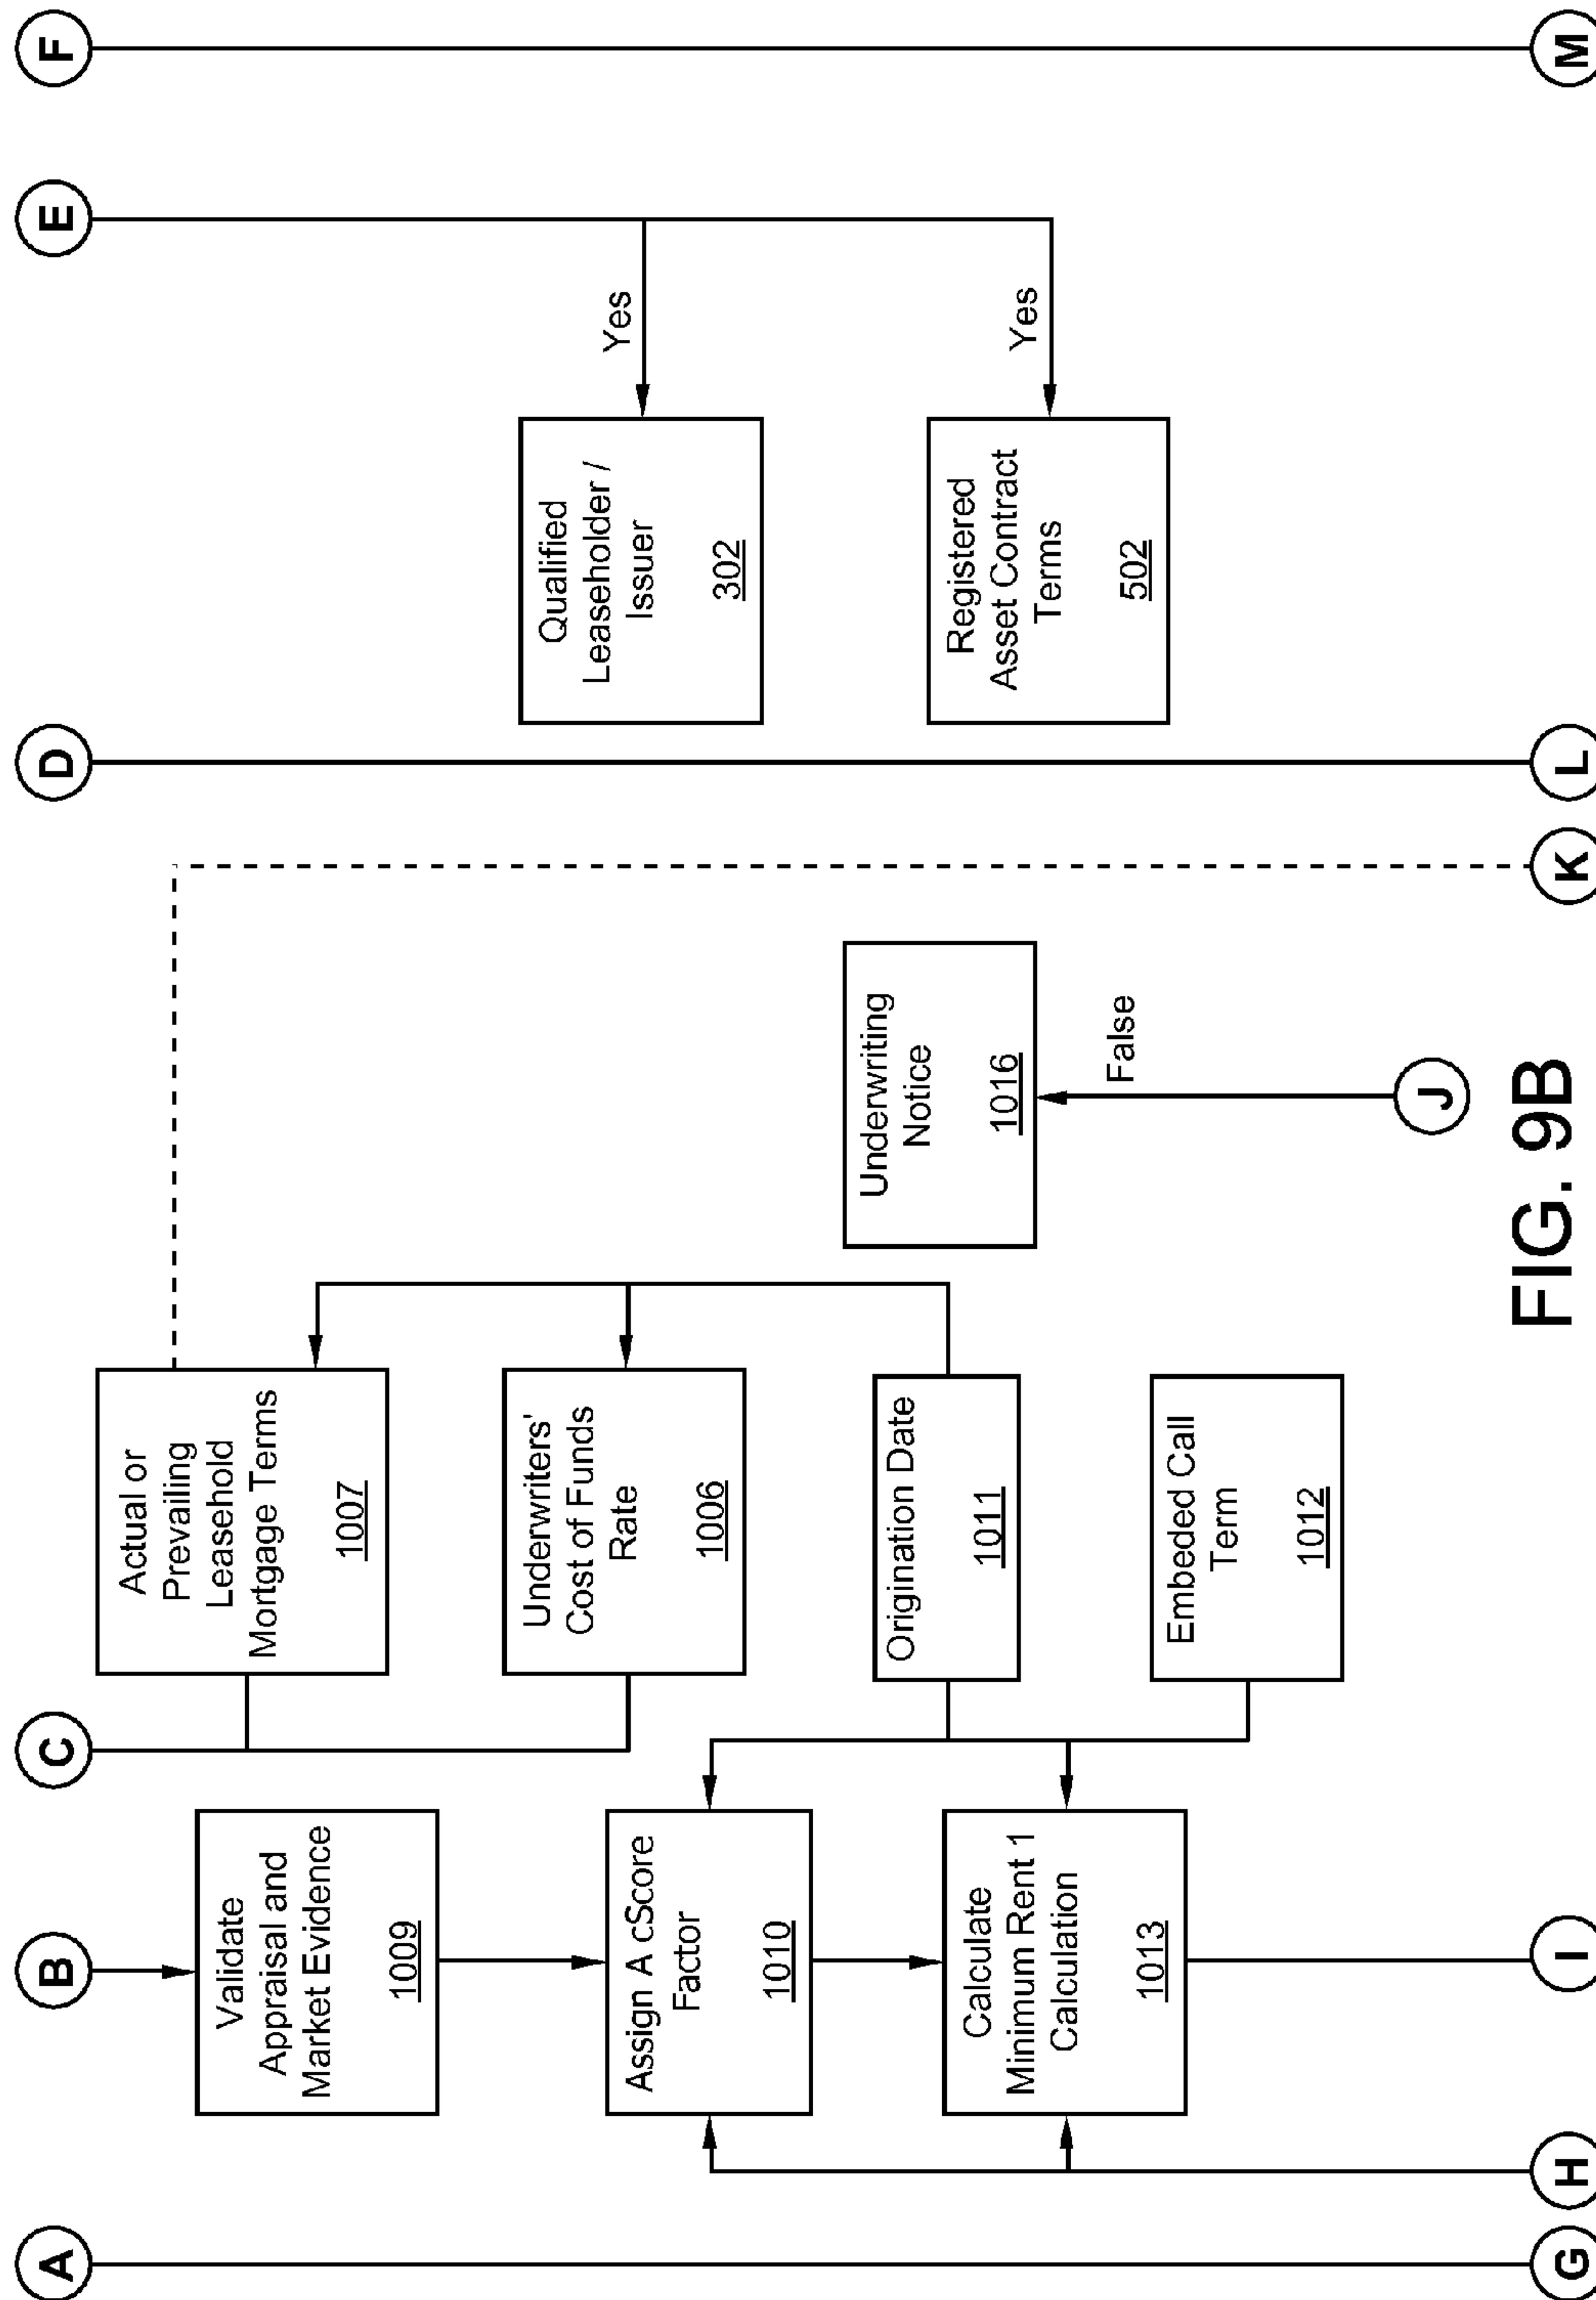 A
B
C
D
E
F
Validate
Appraisal and
Market Evidence
1009
Actual or
Prevailing
Leasehold
Mortgage Terms
1007
Assign A cScore
Factor
1010
Underwriters'
Cost of Funds
Rate
1006
Qualified
Leaseholder /
Issuer
302
Yes
Calculate
Minimum Rent 1
Calculation
1013
Origination Date
1011
Underwriting
Notice
1016
Registered
Asset Contract
Terms
502
Yes
Embeded Call
Term
1012
False
J
G
H
I
K
L
M
FIG. 9B